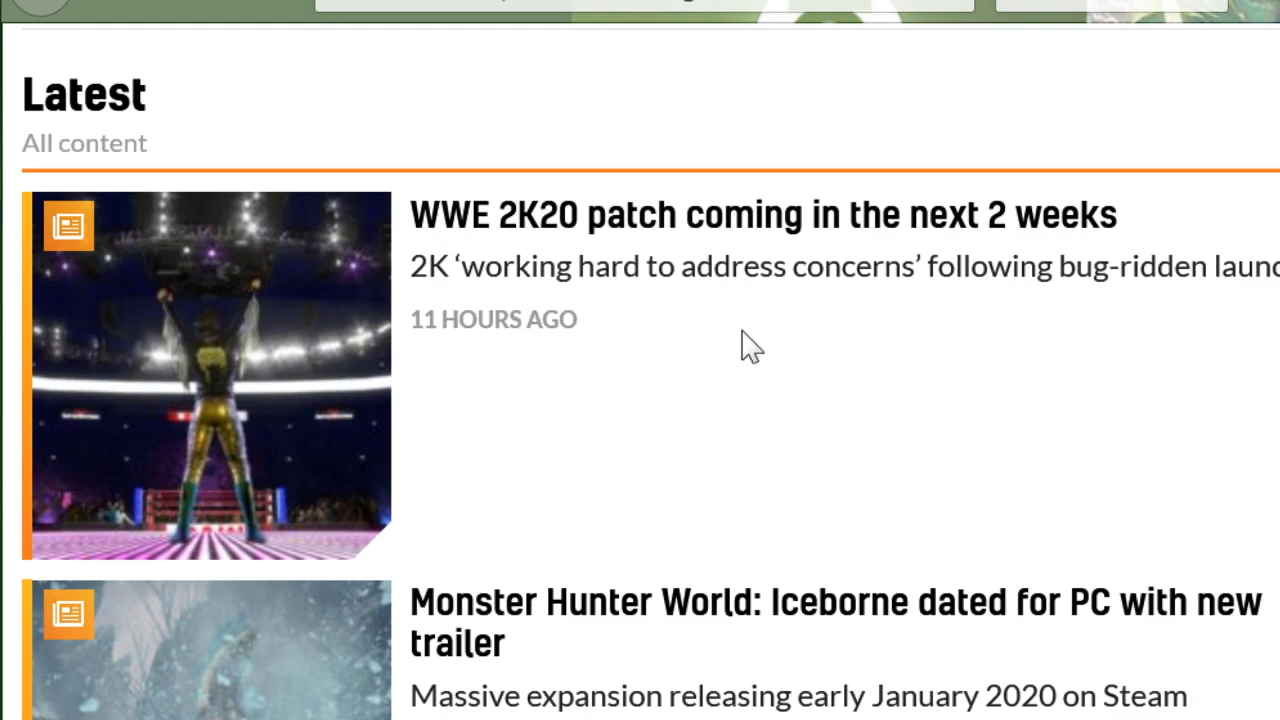 Latest
All content
WWE 2K20 patch coming in the next 2 weeks
2K ‘working hard to address concerns’ following bug-ridden
11 HOURS AGO
Monster Hunter World: Iceborne dated for PC with new
trailer
Massive expansion releasing early January 2020 on Steam